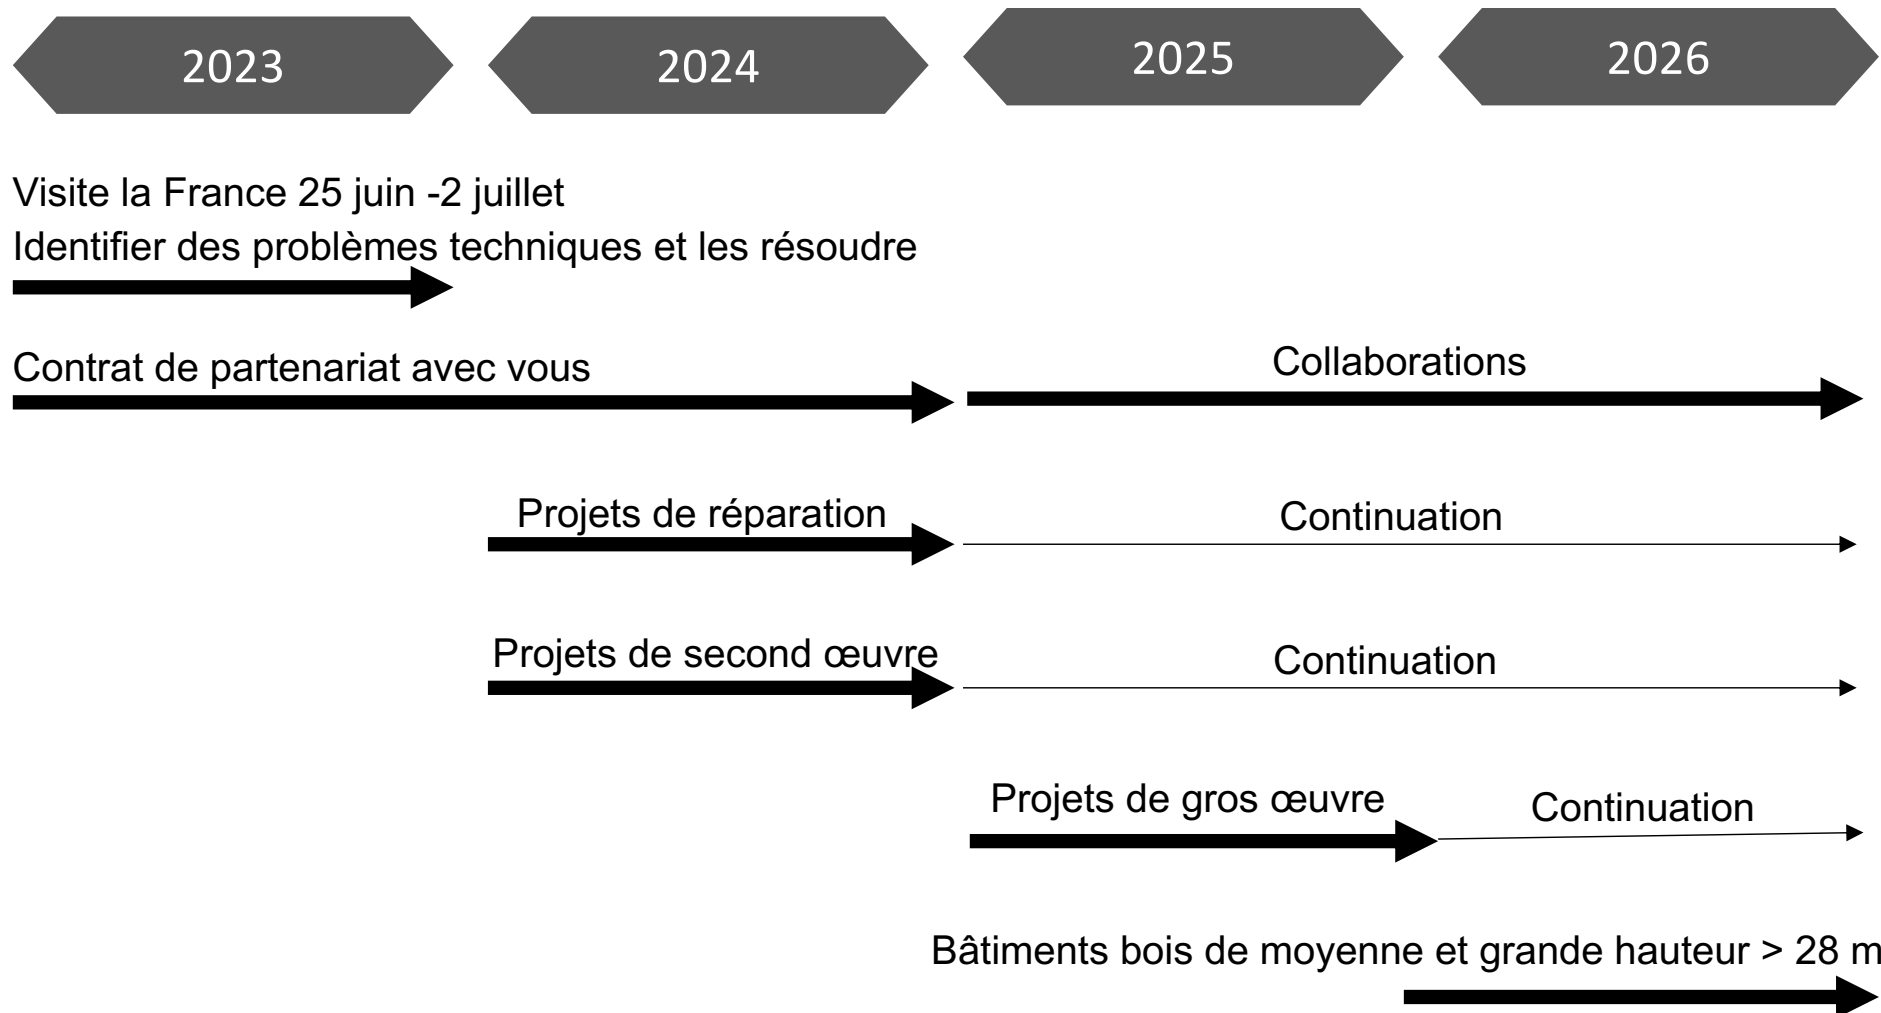 2023
2024
2025
2026
Visite la France 25 juin -2 juillet
Identifier des problèmes techniques et les résoudre
Contrat de partenariat avec vous
Collaborations
Projets de réparation
Continuation
Projets de second œuvre
Continuation
Projets de gros œuvre
Continuation
Bâtiments bois de moyenne et grande hauteur > 28 m